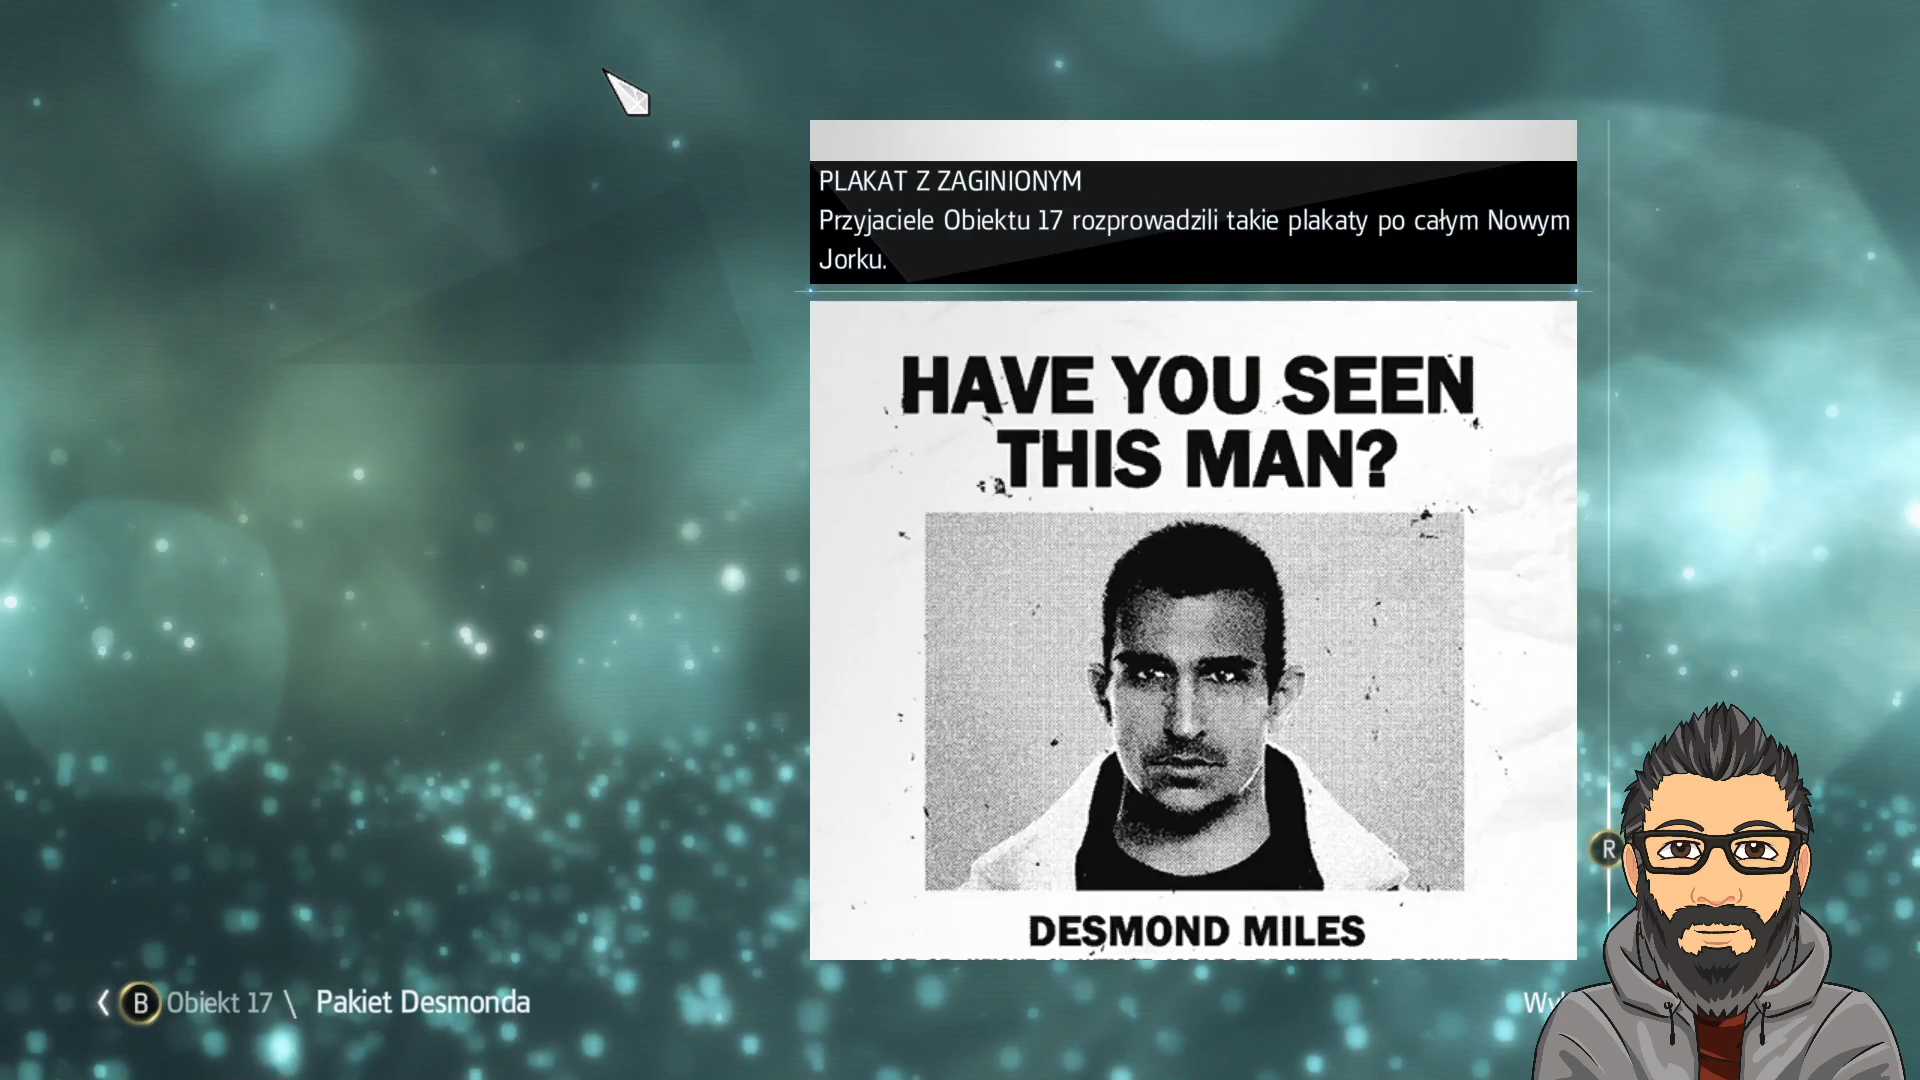 PLAKAT Z ZAGINIONYM
Przyjaciele Obiektu 17 rozprowadzili takie plakaty po całym Nowym
Jorku.
HAVE YOU SEEN
THIS MAN?
DESMOND MILES
R
B Obiekt 17 \ Pakiet Desmonda